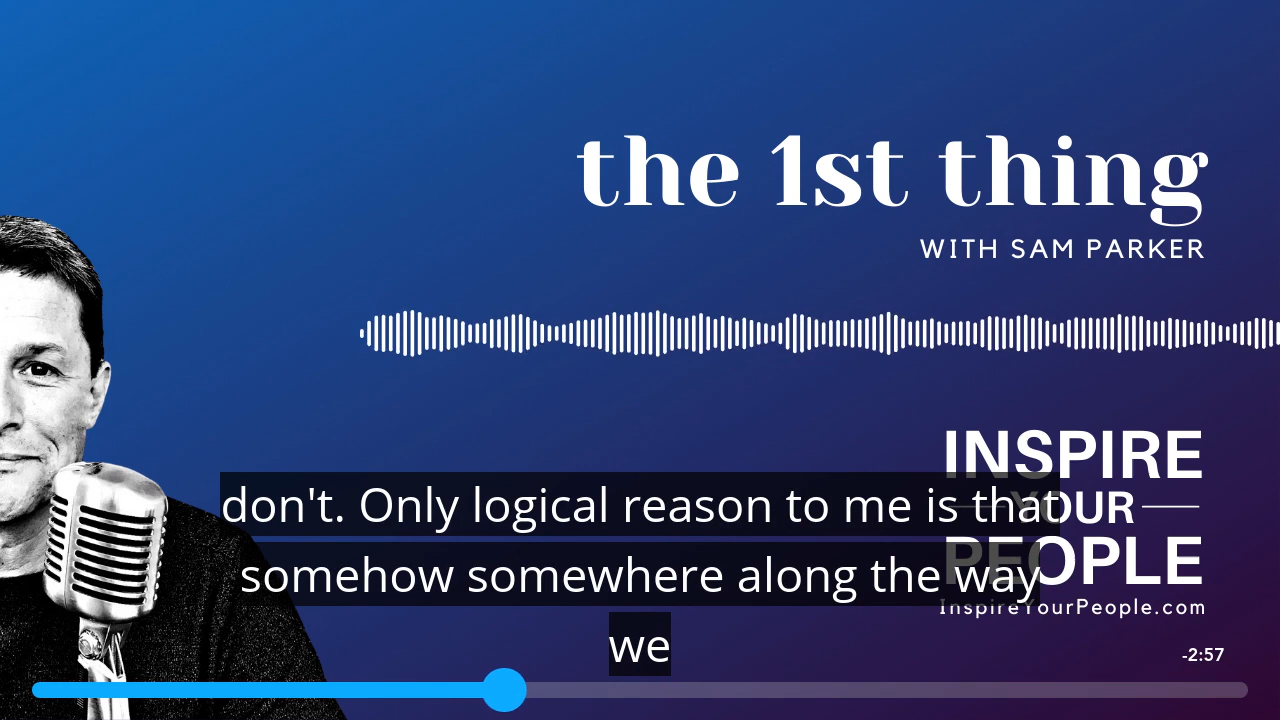 the 1st thing
WITH SAM PARKER
INSPIRE
YOUR
PEOPLE
InspireYourPeople.com
don't. Only logical reason to me is that
somehow somewhere along the way
we
-2:57